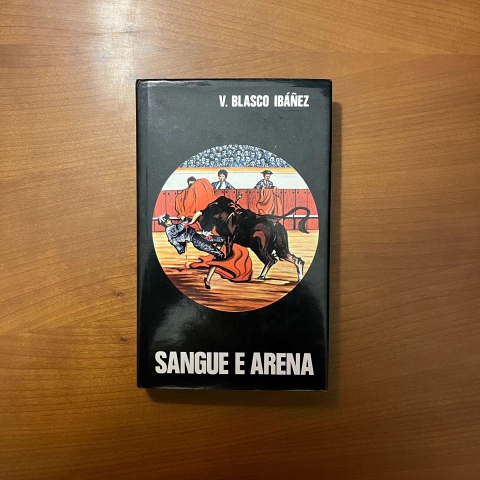 V. BLASCO IBÁÑEZ
SANGUE E ARENA